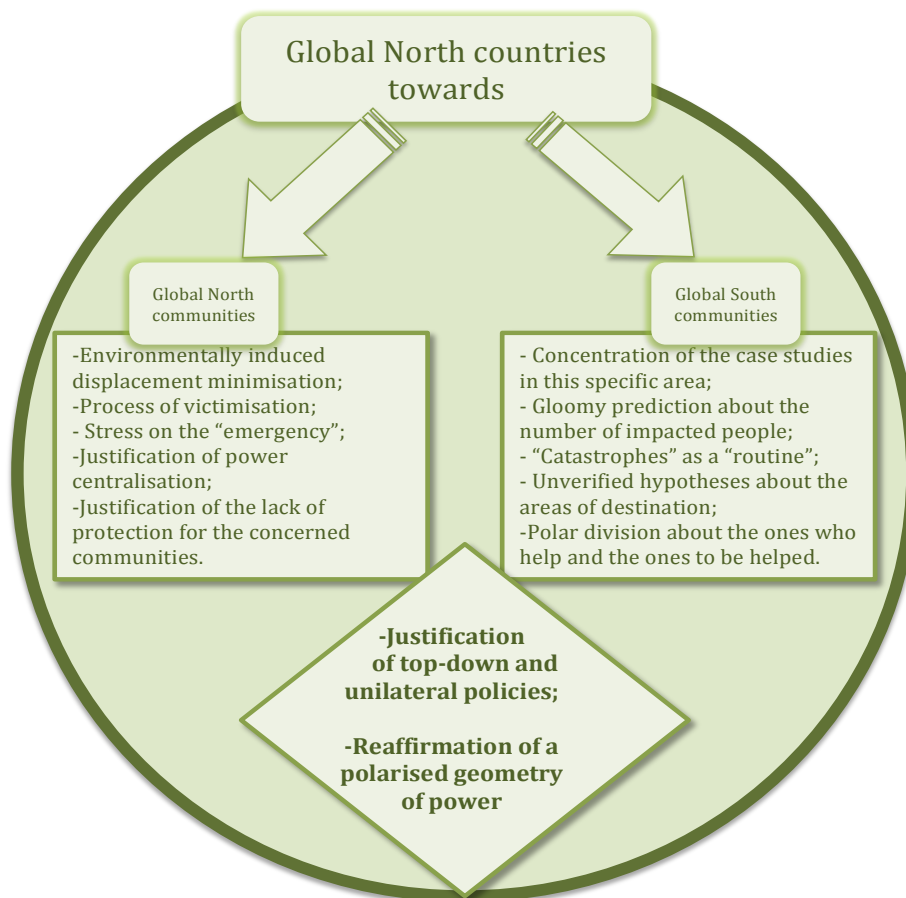 Global North countries
towards
Global North
communities
-Environmentally induced
displacement minimisation;
-Process of victimisation;
- Stress on the “emergency”;
-Justification of power
centralisation;
-Justification of the lack of
protection for the concerned
communities.
Global South
communities
- Concentration of the case studies
in this specific area;
- Gloomy prediction about the
number of impacted people;
- “Catastrophes” as a “routine”;
- Unverified hypotheses about the
areas of destination;
-Polar division about the ones who
help and the ones to be helped.
-Justification
of top-down and
unilateral policies;
-Reaffirmation of a
polarised geometry
of power